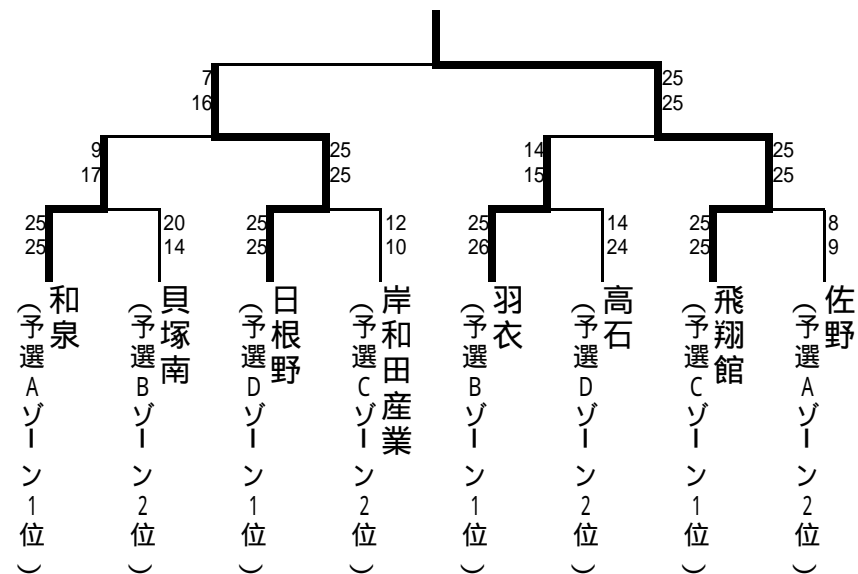 7 25
16 25
9 25 14 25
17 25 15 25
25 20 25 12 25 14 25 8
25 14 25 10 26 24 25 9
和泉
(予選Aゾーン1位)
貝塚南
(予選Bゾーン2位)
日根野
(予選Dゾーン1位)
岸和田産業
(予選Cゾーン2位)
羽衣
(予選Bゾーン1位)
高石
(予選Dゾーン2位)
飛翔館
(予選Cゾーン1位)
佐野
(予選Aゾーン2位)